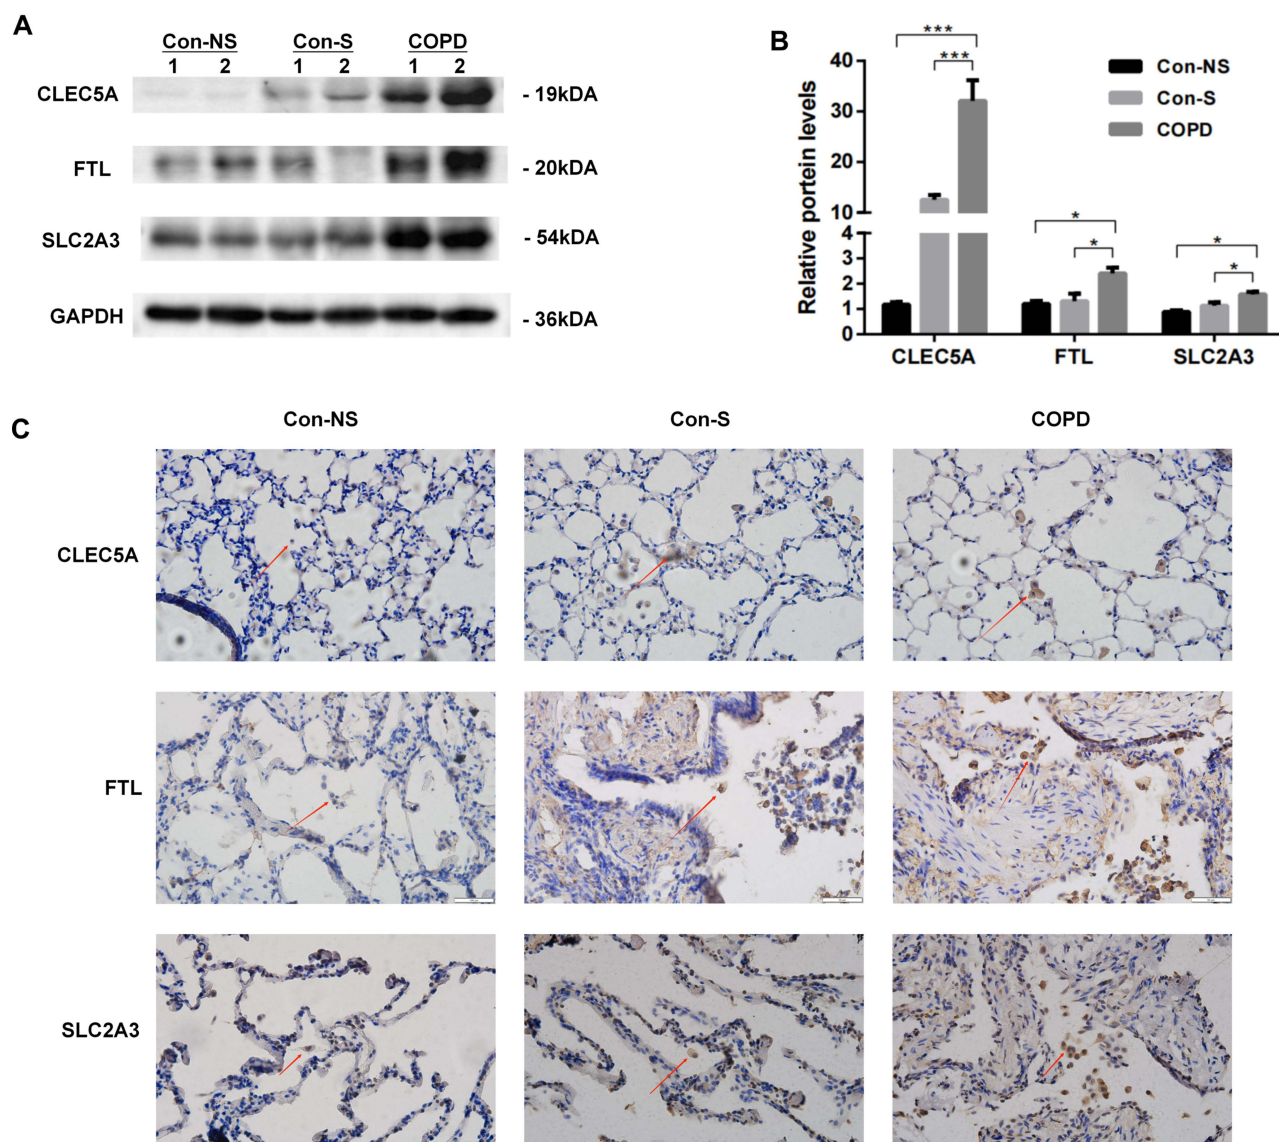 A
Con-NS Con-S COPD
1 2 1 2 1 2
CLEC5A - 19kDA
FTL - 20kDA
SLC2A3 - 54kDA
GAPDH - 36kDA
B
Relative portein levels
40
30
20
10
4
3
2
1
0
*** ***
* *
* *
Con-NS
Con-S
COPD
CLEC5A FTL SLC2A3
C
Con-NS Con-S COPD
CLEC5A
FTL
SLC2A3